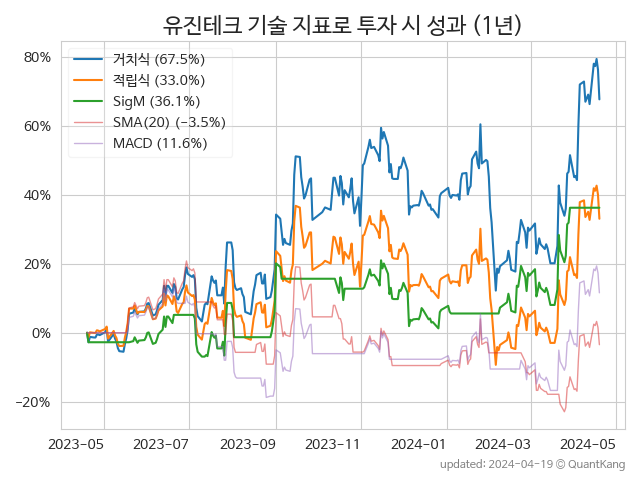 유진테크 기술 지표로 투자 시 성과 (1년)
80%
60%
40%
20%
0%
−20%
거치식 (67.5%)
적립식 (33.0%)
SigM (36.1%)
SMA(20) (−3.5%)
MACD (11.6%)
2023-05 2023-07 2023-09 2023-11 2024-01 2024-03 2024-05
updated: 2024-04-19 © QuantKang